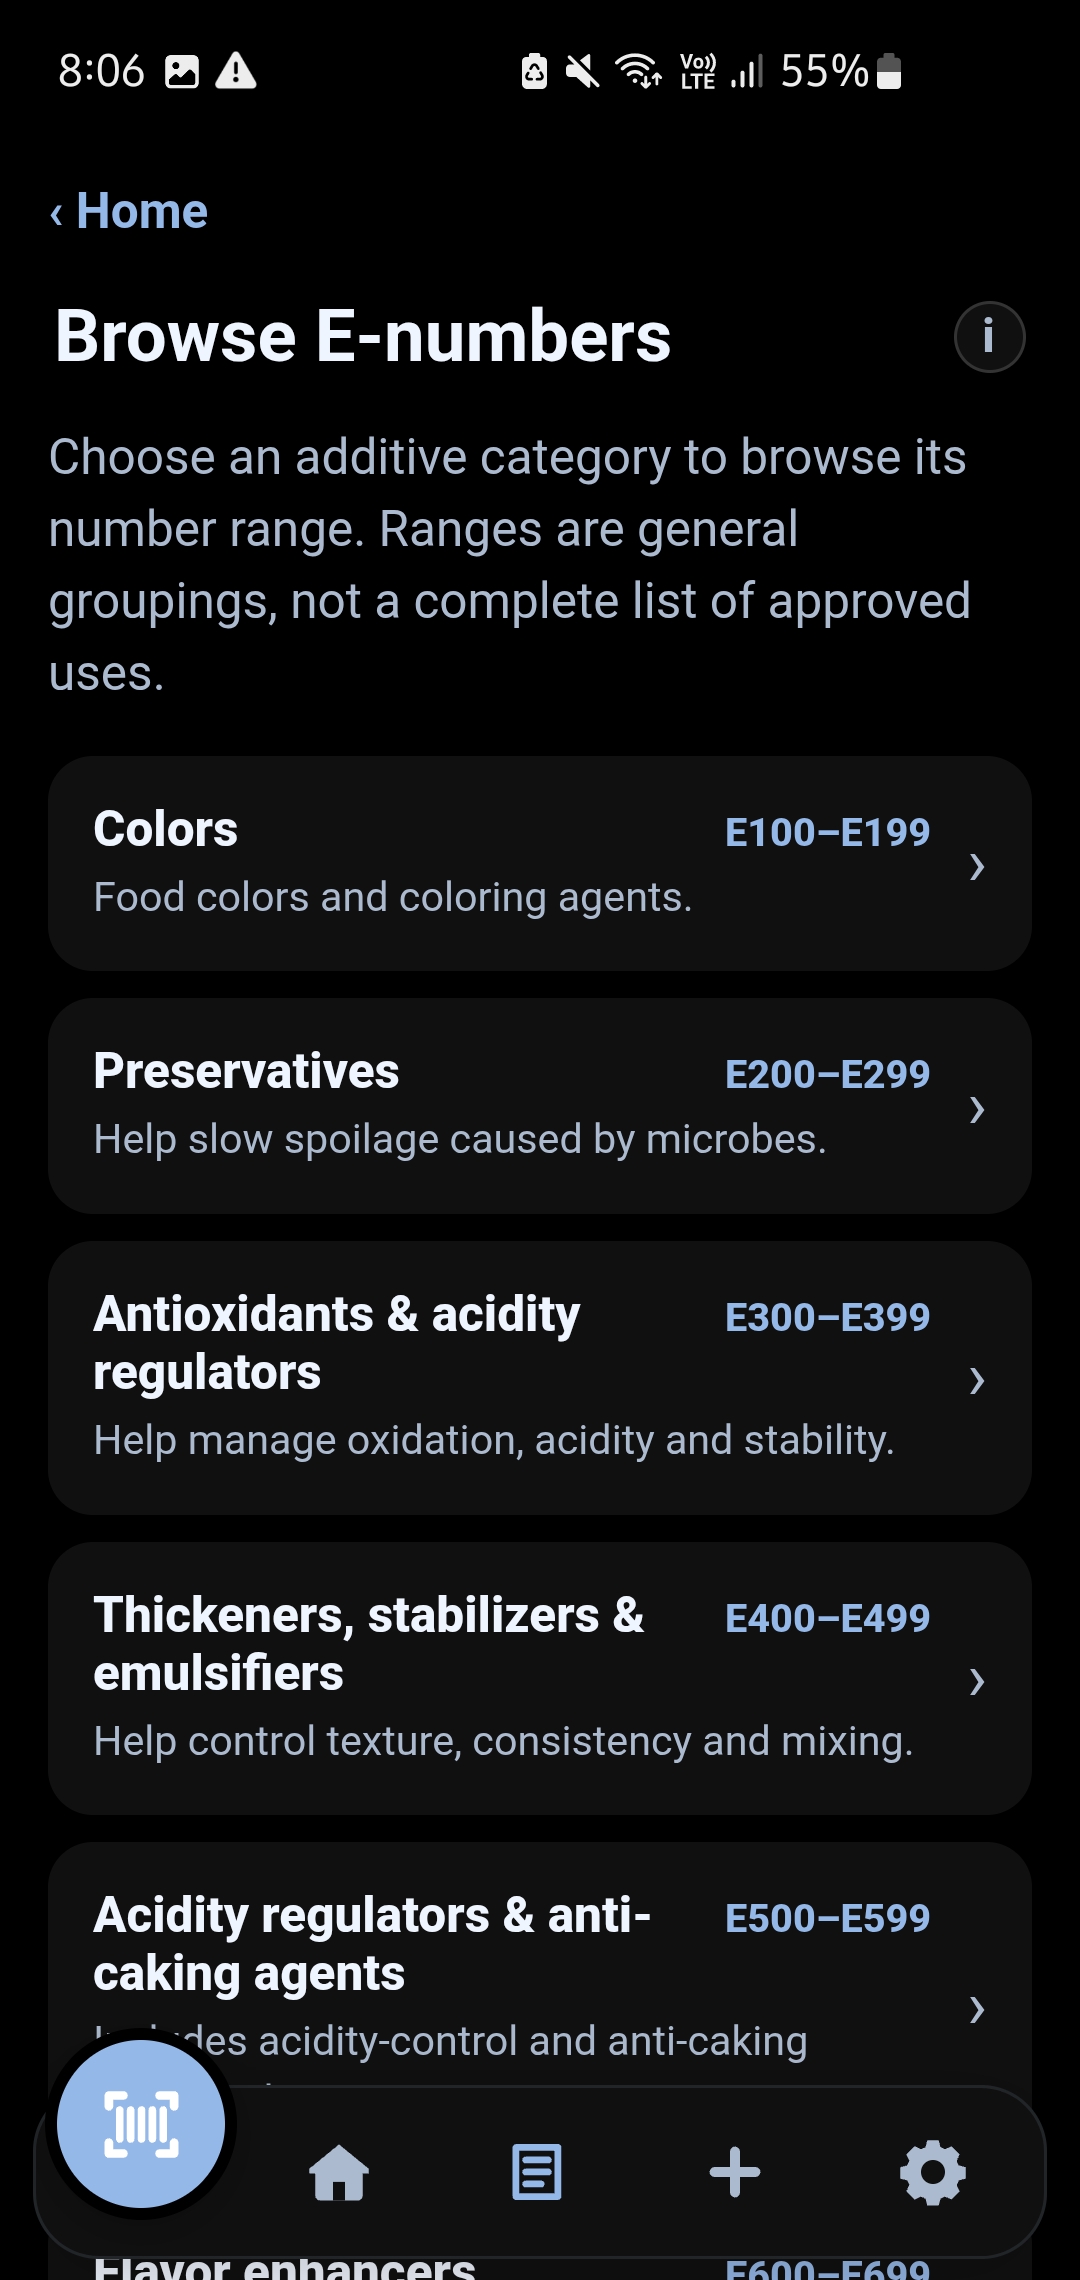 8:06
Vo)) LTE
55%
‹ Home
Browse E-numbers
i
Choose an additive category to browse its
number range. Ranges are general
groupings, not a complete list of approved
uses.
Colors
E100–E199
›
Food colors and coloring agents.
Preservatives
E200–E299
›
Help slow spoilage caused by microbes.
Antioxidants & acidity
regulators
E300–E399
›
Help manage oxidation, acidity and stability.
Thickeners, stabilizers &
emulsifiers
E400–E499
›
Help control texture, consistency and mixing.
Acidity regulators & anti-
caking agents
E500–E599
›
acidity-control and anti-caking
Flavor enhancers
E600–E699